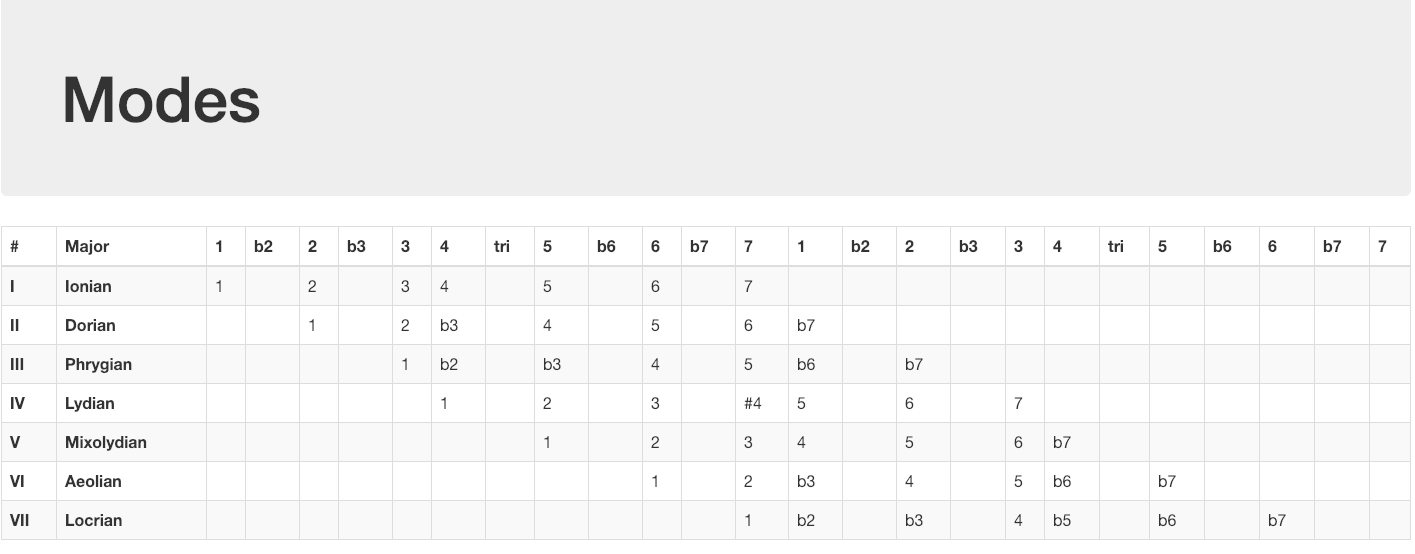 Modes
# Major 1 b2 2 b3 3 4 tri 5 b6 6 b7 7 1 b2 2 b3 3 4 tri 5 b6 6 b7 7
I Ionian 1 2 3 4 5 6 7
II Dorian 1 2 b3 4 5 6 b7
III Phrygian 1 b2 b3 4 5 b6 b7
IV Lydian 1 2 3 #4 5 6 7
V Mixolydian 1 2 3 4 5 6 b7
VI Aeolian 1 2 b3 4 5 b6 b7
VII Locrian 1 b2 b3 4 b5 b6 b7